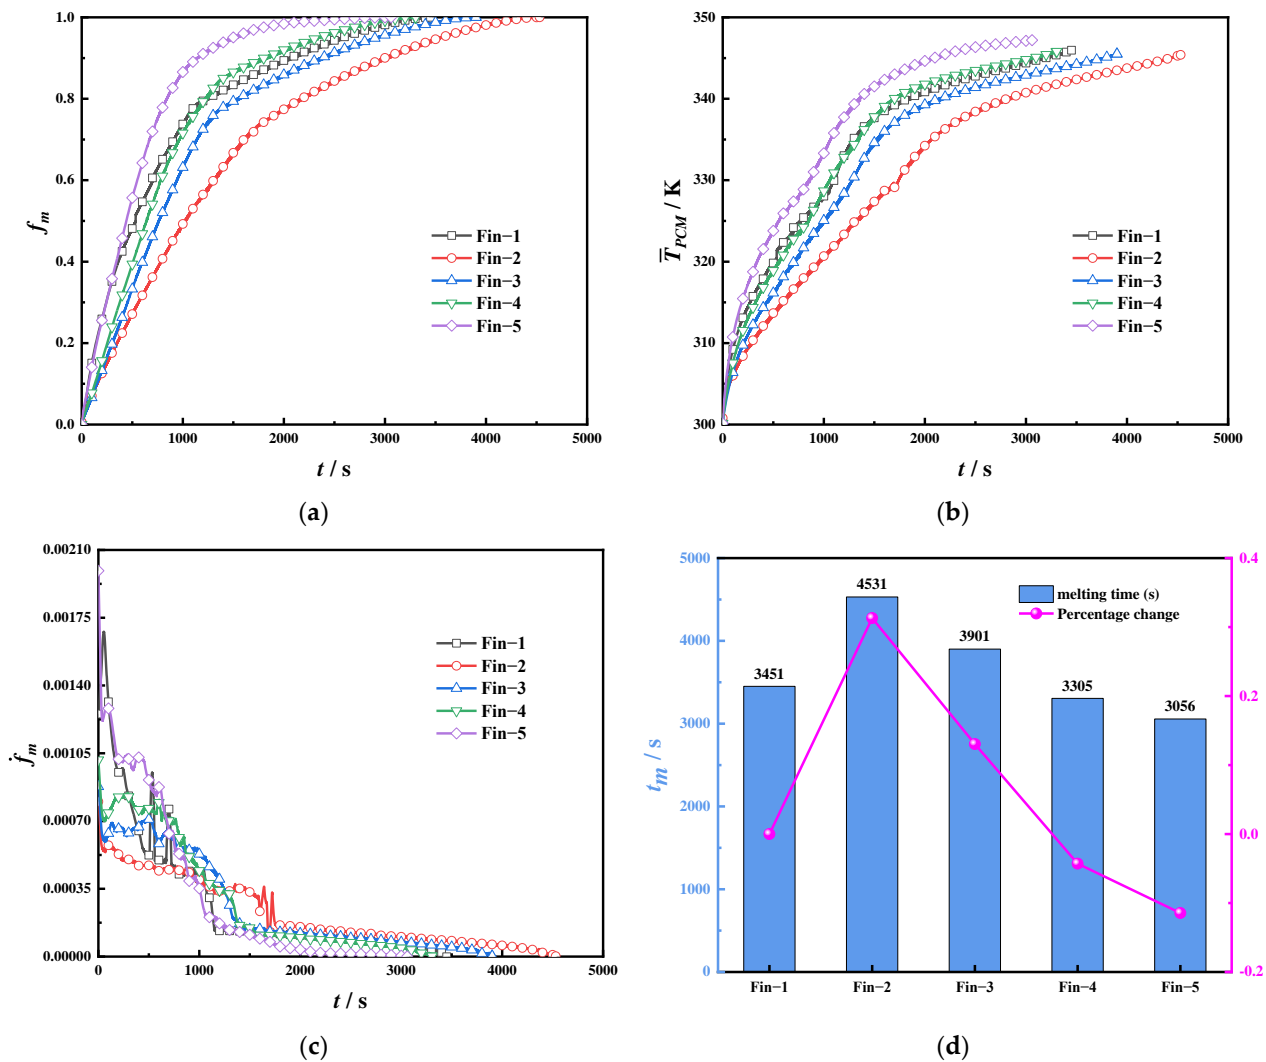 1.0
0.8
0.6
0.4
0.2
0.0
f_m
0 1000 2000 3000 4000 5000
t / s
Fin−1
Fin−2
Fin−3
Fin−4
Fin−5
(a)
350
340
330
320
310
300
T̄_PCM / K
0 1000 2000 3000 4000 5000
t / s
Fin−1
Fin−2
Fin−3
Fin−4
Fin−5
(b)
0.00210
0.00175
0.00140
0.00105
0.00070
0.00035
0.00000
ḟ_m
0 1000 2000 3000 4000 5000
t / s
Fin−1
Fin−2
Fin−3
Fin−4
Fin−5
(c)
5000
4000
3000
2000
1000
0
t_m / s
melting time (s)
Percentage change
3451
4531
3901
3305
3056
0.4
0.2
0.0
-0.2
Fin−1 Fin−2 Fin−3 Fin−4 Fin−5
(d)